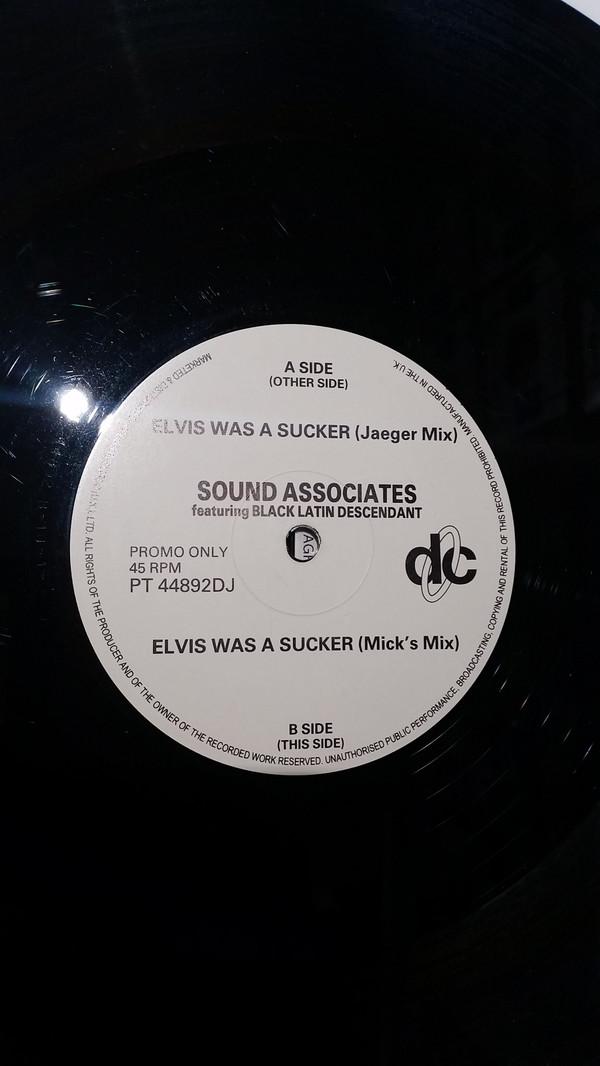 A SIDE
(OTHER SIDE)
ELVIS WAS A SUCKER (Jaeger Mix)
SOUND ASSOCIATES
featuring BLACK LATIN DESCENDANT
PROMO ONLY
45 RPM
PT 44892DJ
dc
ELVIS WAS A SUCKER (Mick's Mix)
B SIDE
(THIS SIDE)
MARKETED & LTD. ALL RIGHTS OF THE PRODUCER AND OF THE OWNER OF THE RECORDED WORK RESERVED. UNAUTHORISED PUBLIC PERFORMANCE, BROADCASTING, COPYING AND RENTAL OF THIS RECORD PROHIBITED. MANUFACTURED IN THE U.K.